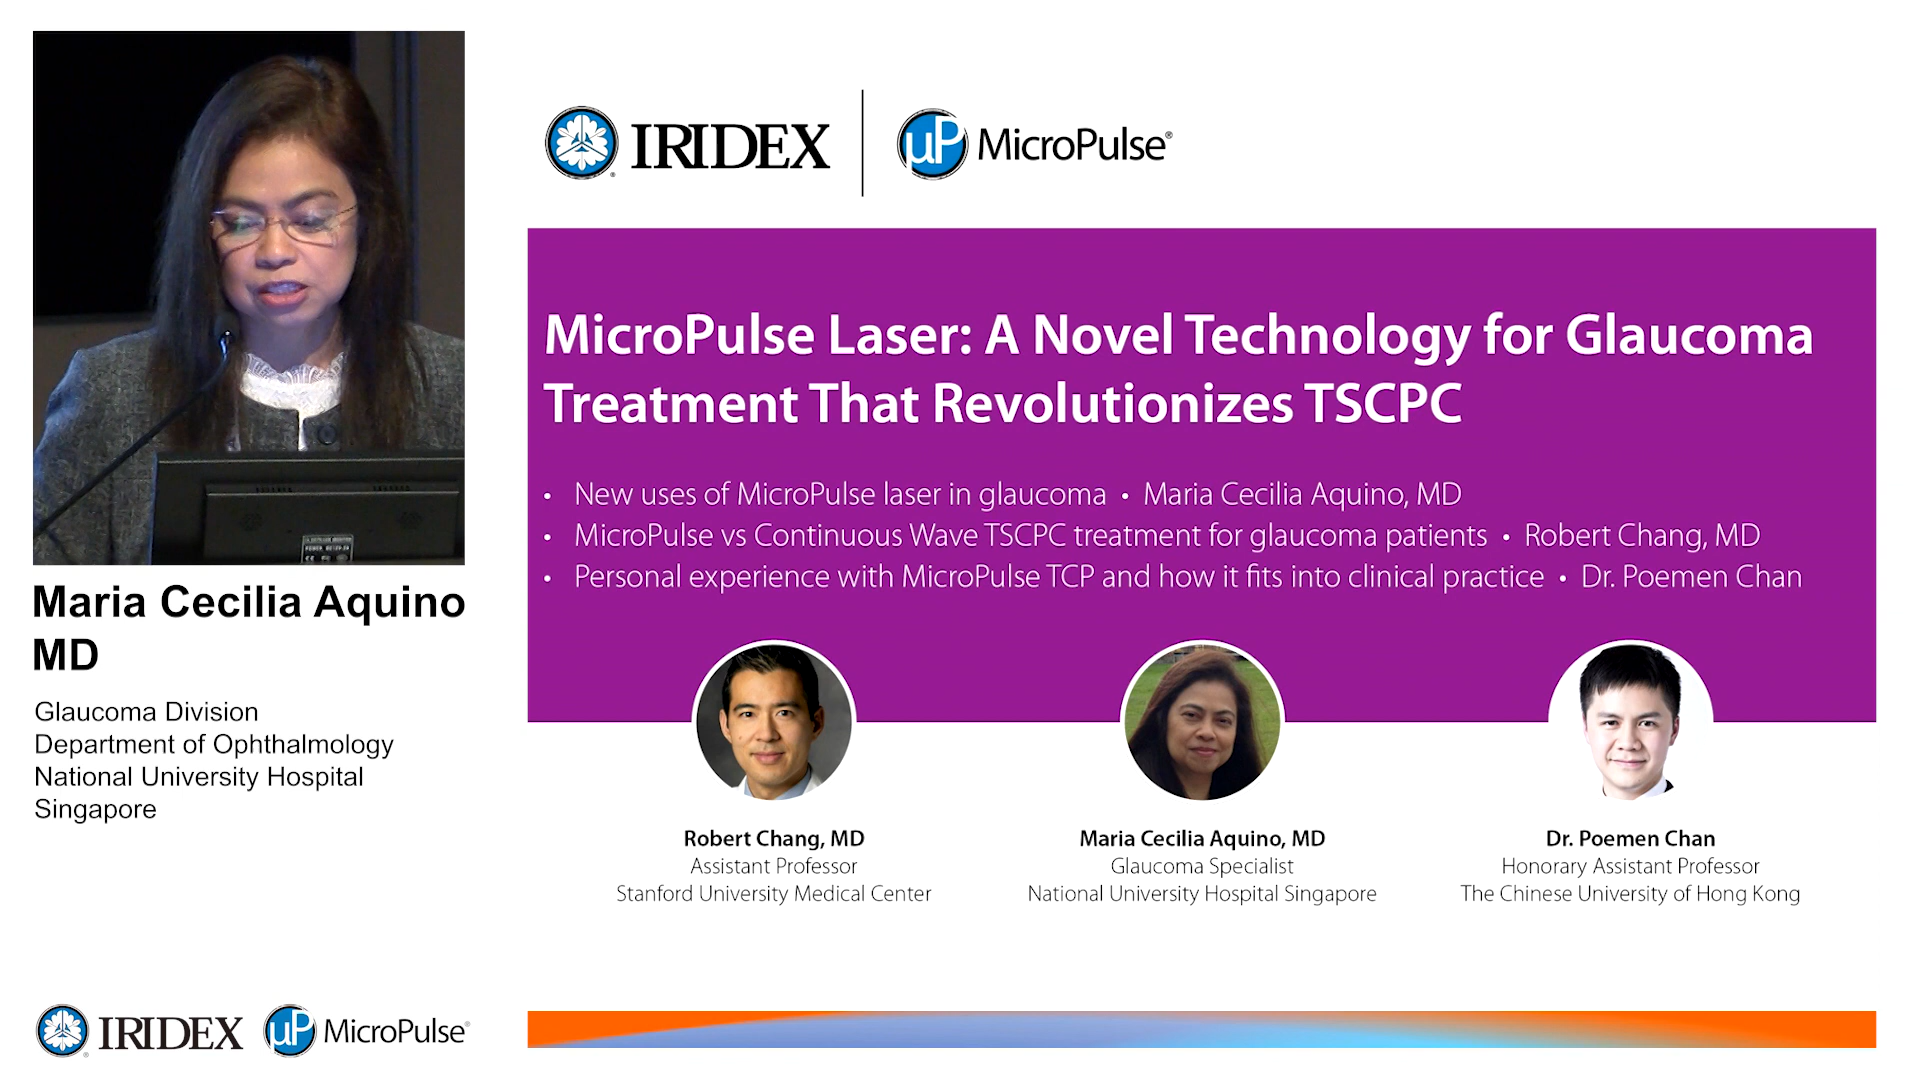 IRIDEX
µP MicroPulse®
MicroPulse Laser: A Novel Technology for Glaucoma
Treatment That Revolutionizes TSCPC
• New uses of MicroPulse laser in glaucoma • Maria Cecilia Aquino, MD
• MicroPulse vs Continuous Wave TSCPC treatment for glaucoma patients • Robert Chang, MD
• Personal experience with MicroPulse TCP and how it fits into clinical practice • Dr. Poemen Chan
Robert Chang, MD
Assistant Professor
Stanford University Medical Center
Maria Cecilia Aquino, MD
Glaucoma Specialist
National University Hospital Singapore
Dr. Poemen Chan
Honorary Assistant Professor
The Chinese University of Hong Kong
Maria Cecilia Aquino
MD
Glaucoma Division
Department of Ophthalmology
National University Hospital
Singapore
IRIDEX
µP MicroPulse®